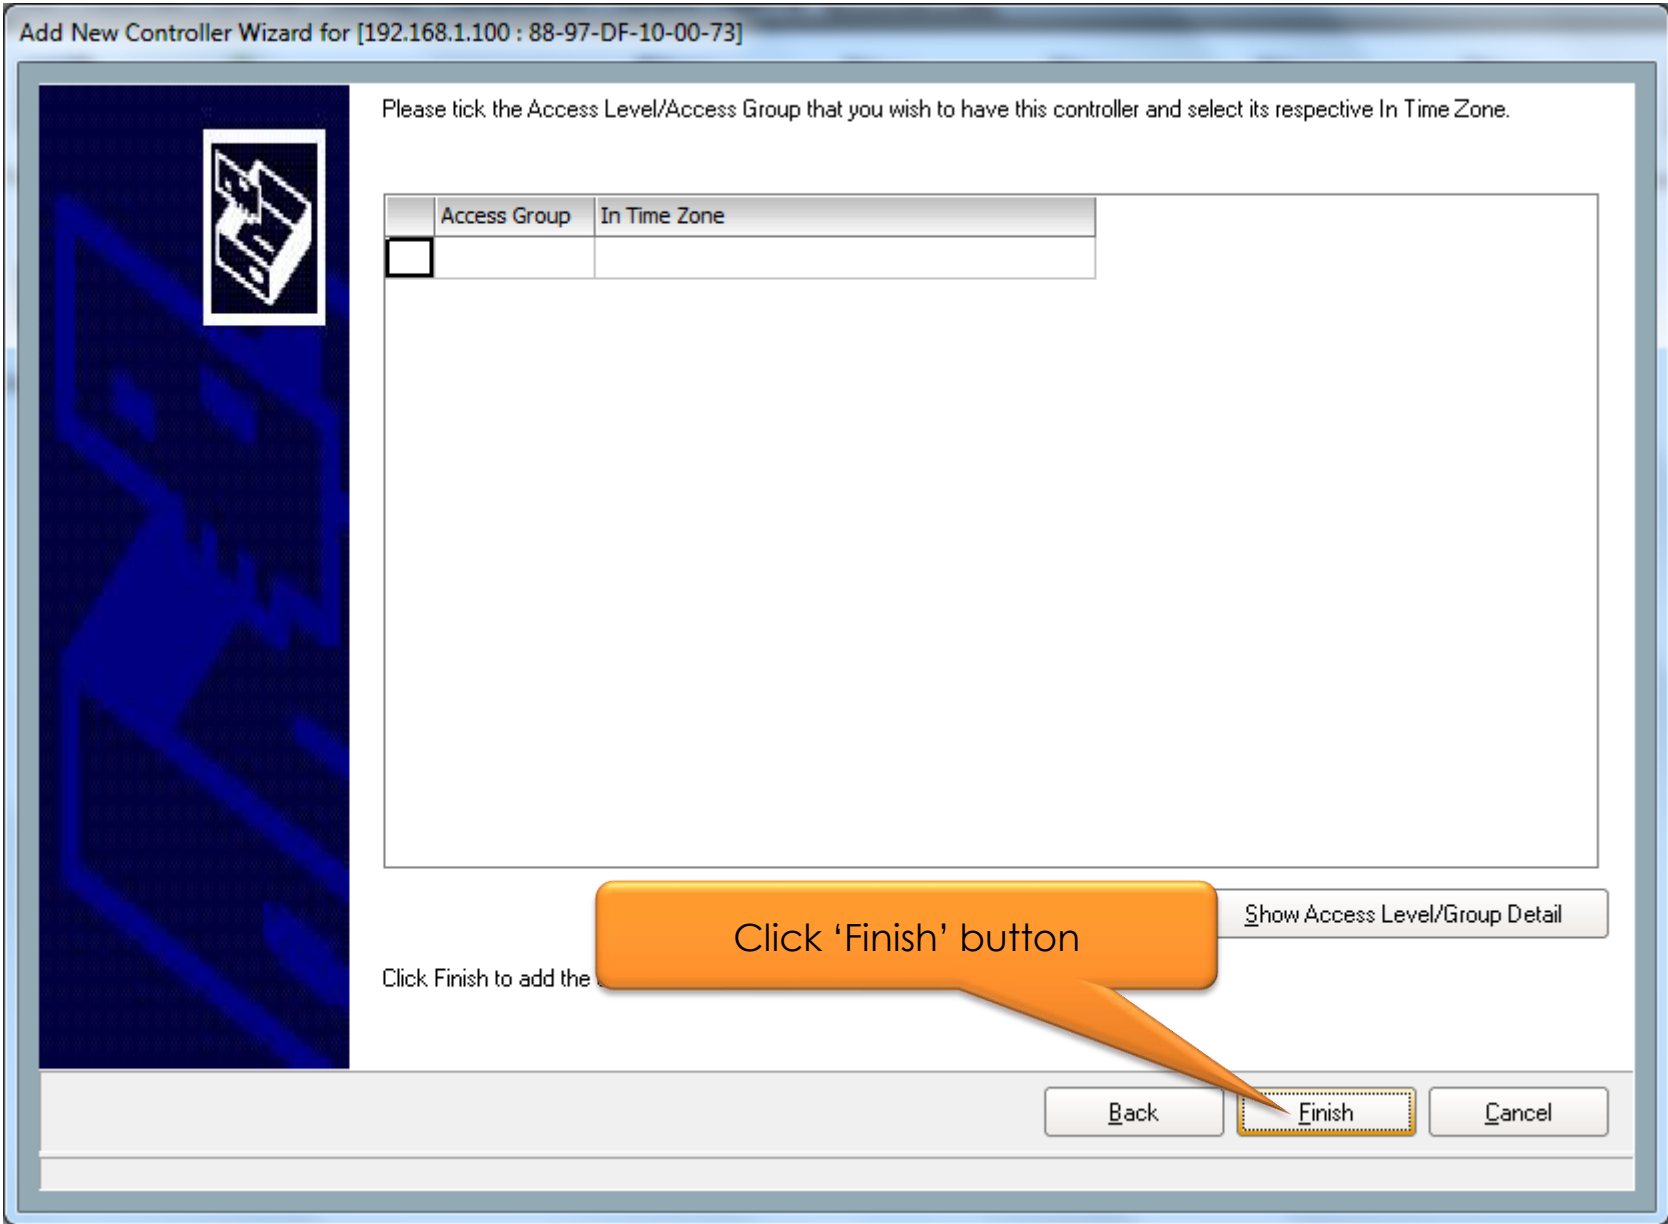 Add New Controller Wizard for [192.168.1.100 : 88-97-DF-10-00-73]
Please tick the Access Level/Access Group that you wish to have this controller and select its respective In Time Zone.
Access Group In Time Zone
Show Access Level/Group Detail
Click ‘Finish’ button
Click Finish to add the
Back Finish Cancel